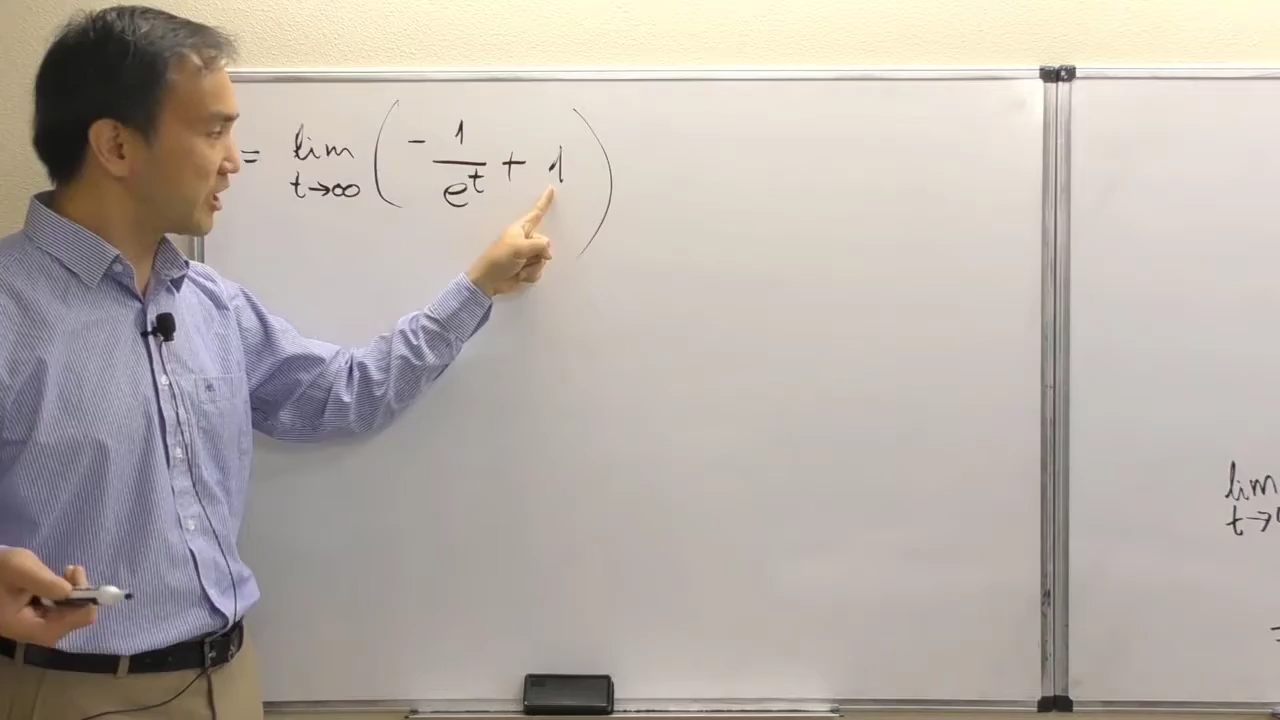 = lim t→∞ ( - 1/e^t + 1 )
lim
t→
=